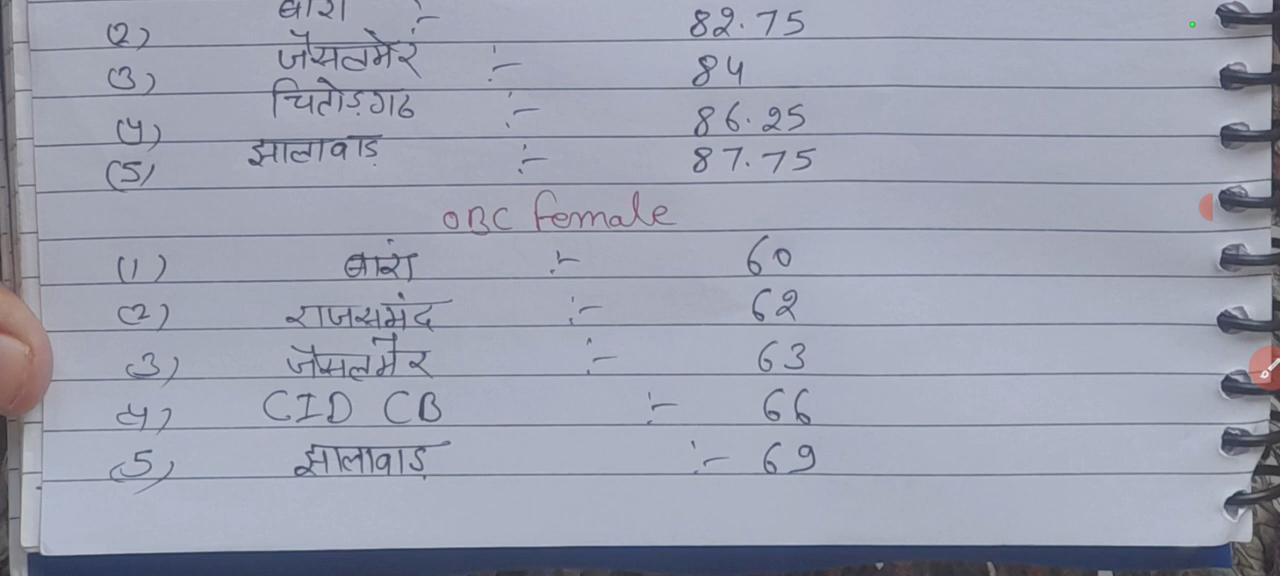 (2) बारां :- 82.75
(3) जैसलमेर :- 84
(4) चितोड़गढ :- 86.25
(5) झालावाड़ :- 87.75
OBC female
(1) बारां :- 60
(2) राजसमंद :- 62
(3) जैसलमेर :- 63
(4) CID CB :- 66
(5) झालावाड़ :- 69